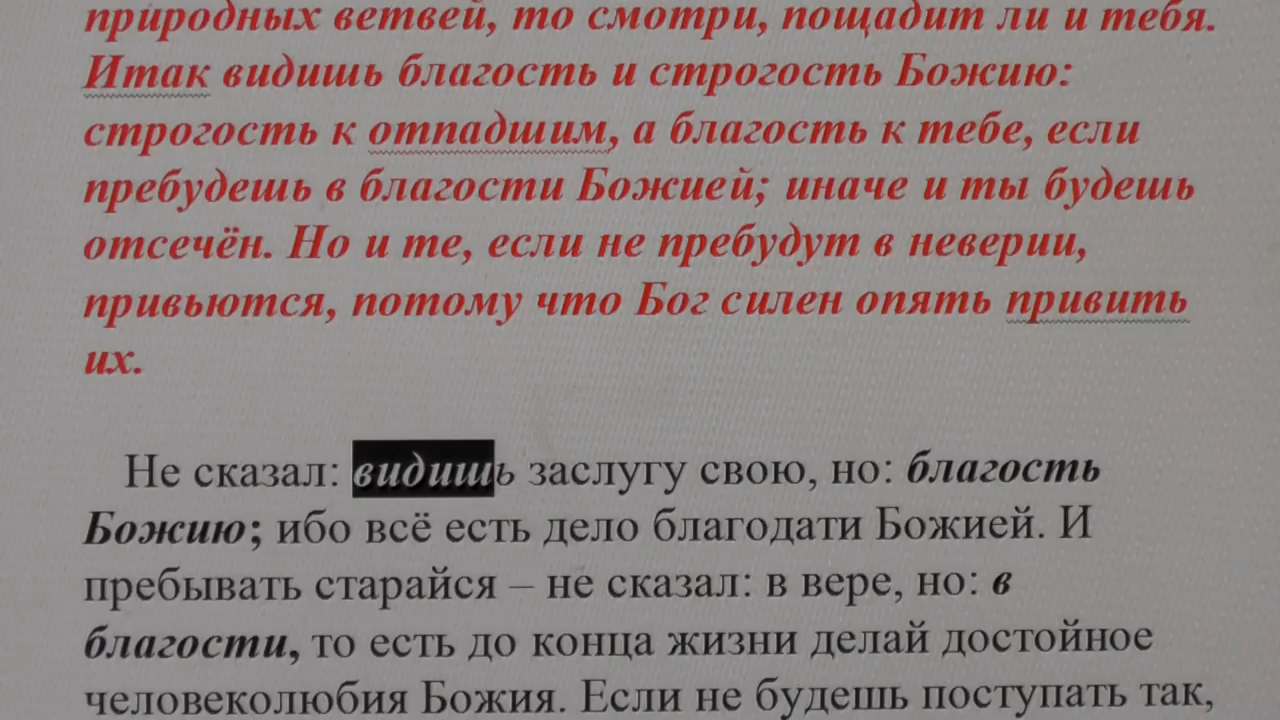 природных ветвей, то смотри, пощадит ли и тебя.
Итак видишь благость и строгость Божию:
строгость к отпадшим, а благость к тебе, если
пребудешь в благости Божией; иначе и ты будешь
отсечён. Но и те, если не пребудут в неверии,
привьются, потому что Бог силен опять привить
их.
Не сказал: видишь заслугу свою, но: благость
Божию; ибо всё есть дело благодати Божией. И
пребывать старайся – не сказал: в вере, но: в
благости, то есть до конца жизни делай достойное
человеколюбия Божия. Если не будешь поступать так,